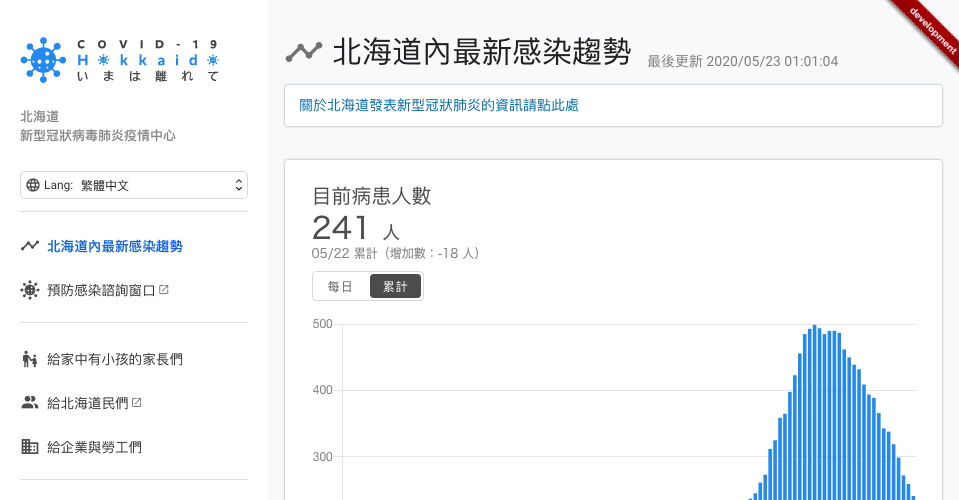 COVID-19
Hokkaido
いまは離れて
北海道
新型冠狀病毒肺炎疫情中心
Lang: 繁體中文
北海道內最新感染趨勢
預防感染諮詢窗口
給家中有小孩的家長們
給北海道民們
給企業與勞工們
development
北海道內最新感染趨勢 最後更新 2020/05/23 01:01:04
關於北海道發表新型冠狀肺炎的資訊請點此處
目前病患人數
241 人
05/22 累計（增加數：-18 人）
每日 累計
500
400
300